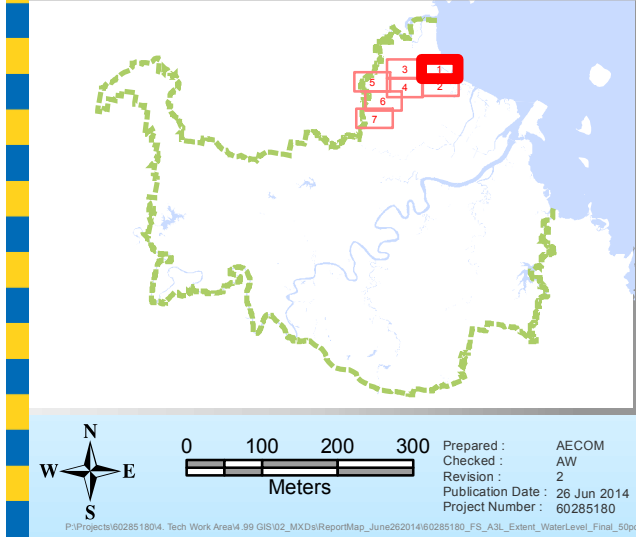 3 1
5 4 2
6
7
N
W E
S
0 100 200 300
Meters
Prepared : AECOM
Checked : AW
Revision : 2
Publication Date : 26 Jun 2014
Project Number : 60285180
P:\Projects\60285180\4. Tech Work Area\4.99 GIS\02_MXDs\ReportMap_June262014\60285180_FS_A3L_Extent_WaterLevel_Final_50p